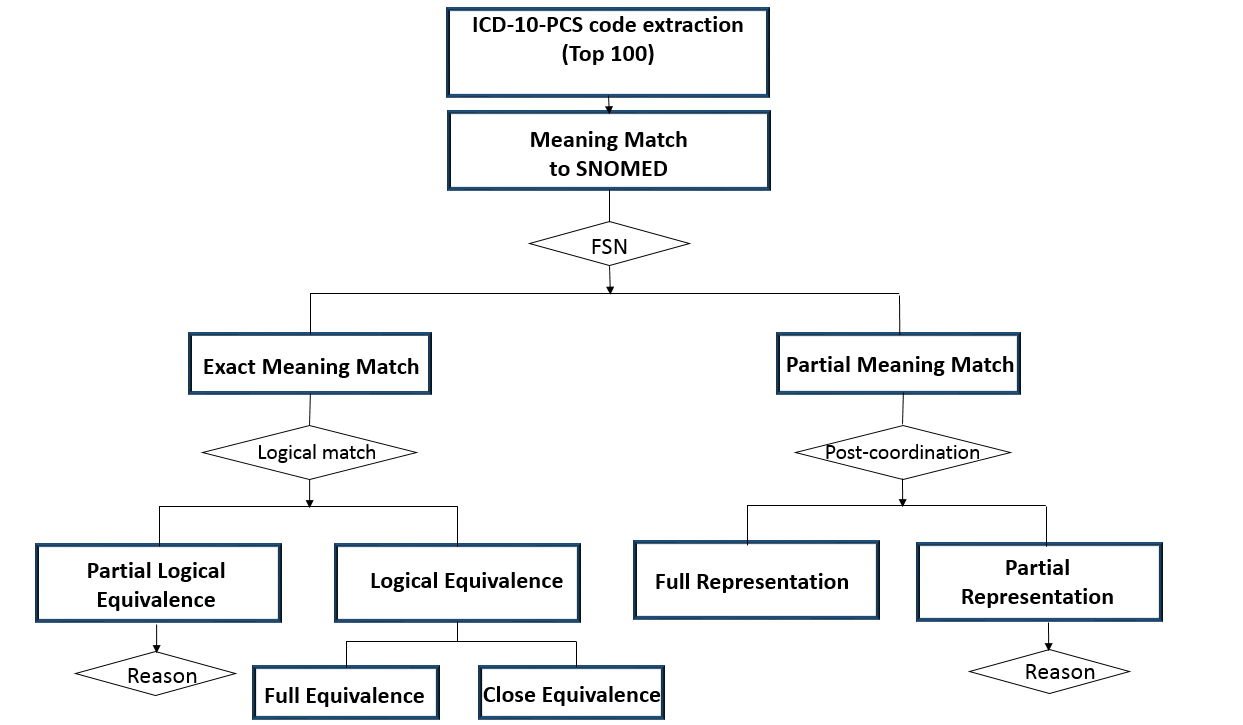 ICD-10-PCS code extraction
(Top 100)
Meaning Match
to SNOMED
FSN
Exact Meaning Match
Partial Meaning Match
Logical match
Post-coordination
Partial Logical
Equivalence
Logical Equivalence
Full Representation
Partial
Representation
Reason
Full Equivalence
Close Equivalence
Reason